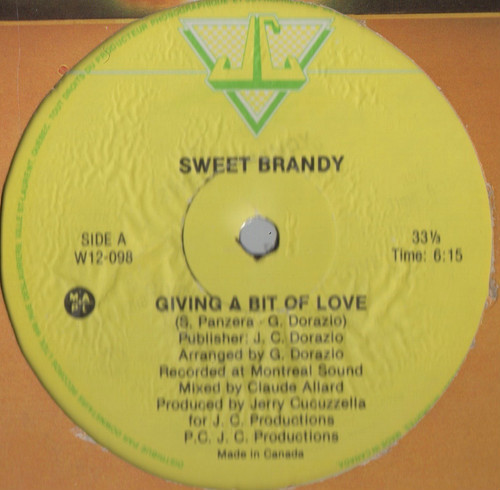 JC
SWEET BRANDY
SIDE A
W12-098
33⅓
Time: 6:15
GIVING A BIT OF LOVE
(S. Panzera - G. Dorazio)
Publisher: J. C. Dorazio
Arranged by G. Dorazio
Recorded at Montreal Sound
Mixed by Claude Allard
Produced by Jerry Cucuzzella
for J. C. Productions
P.C. J. C. Productions
Made in Canada